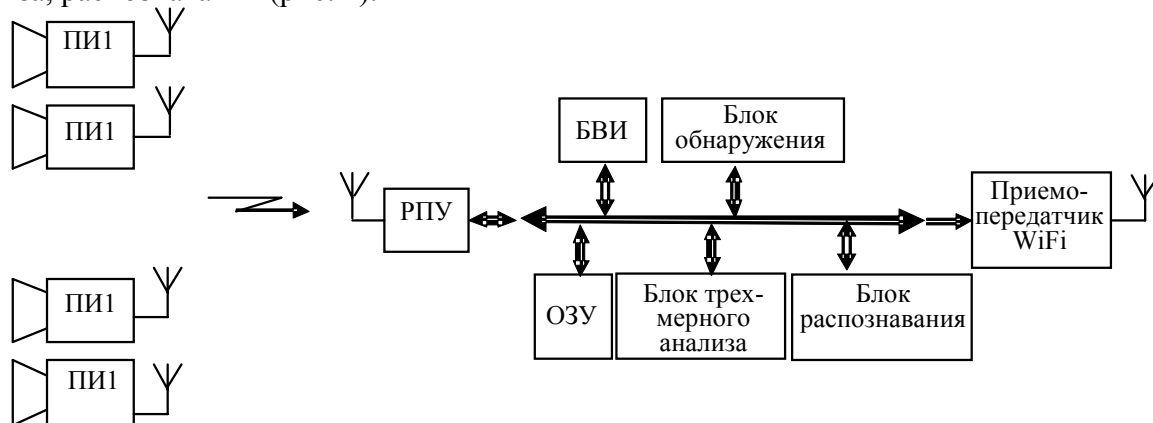 ПИ1
ПИ1
БВИ
Блок
обнаружения
РПУ
Приемо-
передатчик
WiFi
ПИ1
ОЗУ
Блок трех-
мерного
анализа
Блок
распознавания
ПИ1